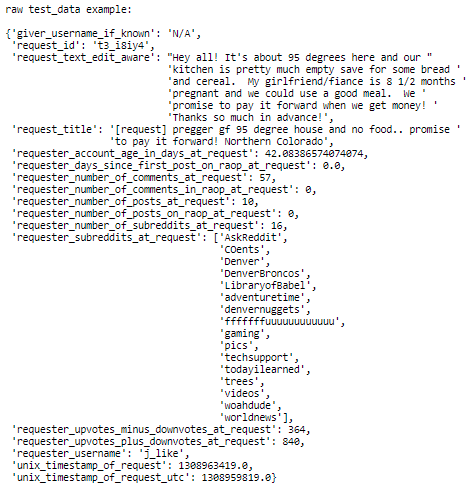 raw test_data example:
{'giver_username_if_known': 'N/A',
'request_id': 't3_i8iy4',
'request_text_edit_aware': "Hey all! It's about 95 degrees here and our "
'kitchen is pretty much empty save for some bread '
'and cereal.  My girlfriend/fiance is 8 1/2 months '
'pregnant and we could use a good meal.  We '
'promise to pay it forward when we get money! '
'Thanks so much in advance!',
'request_title': '[request] pregger gf 95 degree house and no food.. promise '
'to pay it forward! Northern Colorado',
'requester_account_age_in_days_at_request': 42.08386574074074,
'requester_days_since_first_post_on_raop_at_request': 0.0,
'requester_number_of_comments_at_request': 57,
'requester_number_of_comments_in_raop_at_request': 0,
'requester_number_of_posts_at_request': 10,
'requester_number_of_posts_on_raop_at_request': 0,
'requester_number_of_subreddits_at_request': 16,
'requester_subreddits_at_request': ['AskReddit',
'COents',
'Denver',
'DenverBroncos',
'LibraryofBabel',
'adventuretime',
'denvernuggets',
'fffffffuuuuuuuuuuuu',
'gaming',
'pics',
'techsupport',
'todayilearned',
'trees',
'videos',
'woahdude',
'worldnews'],
'requester_upvotes_minus_downvotes_at_request': 364,
'requester_upvotes_plus_downvotes_at_request': 840,
'requester_username': 'j_like',
'unix_timestamp_of_request': 1308963419.0,
'unix_timestamp_of_request_utc': 1308959819.0}